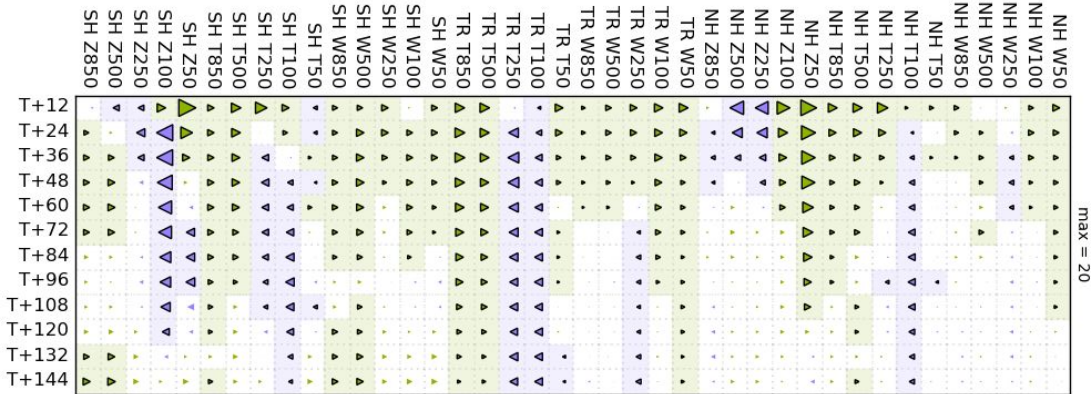 SH Z850
SH Z500
SH Z250
SH Z100
SH Z50
SH T850
SH T500
SH T250
SH T100
SH T50
SH W850
SH W500
SH W250
SH W100
SH W50
TR T850
TR T500
TR T250
TR T100
TR T50
TR W850
TR W500
TR W250
TR W100
TR W50
NH Z850
NH Z500
NH Z250
NH Z100
NH Z50
NH T850
NH T500
NH T250
NH T100
NH T50
NH W850
NH W500
NH W250
NH W100
NH W50
T+12
T+24
T+36
T+48
T+60
T+72
T+84
T+96
T+108
T+120
T+132
T+144
max = 20